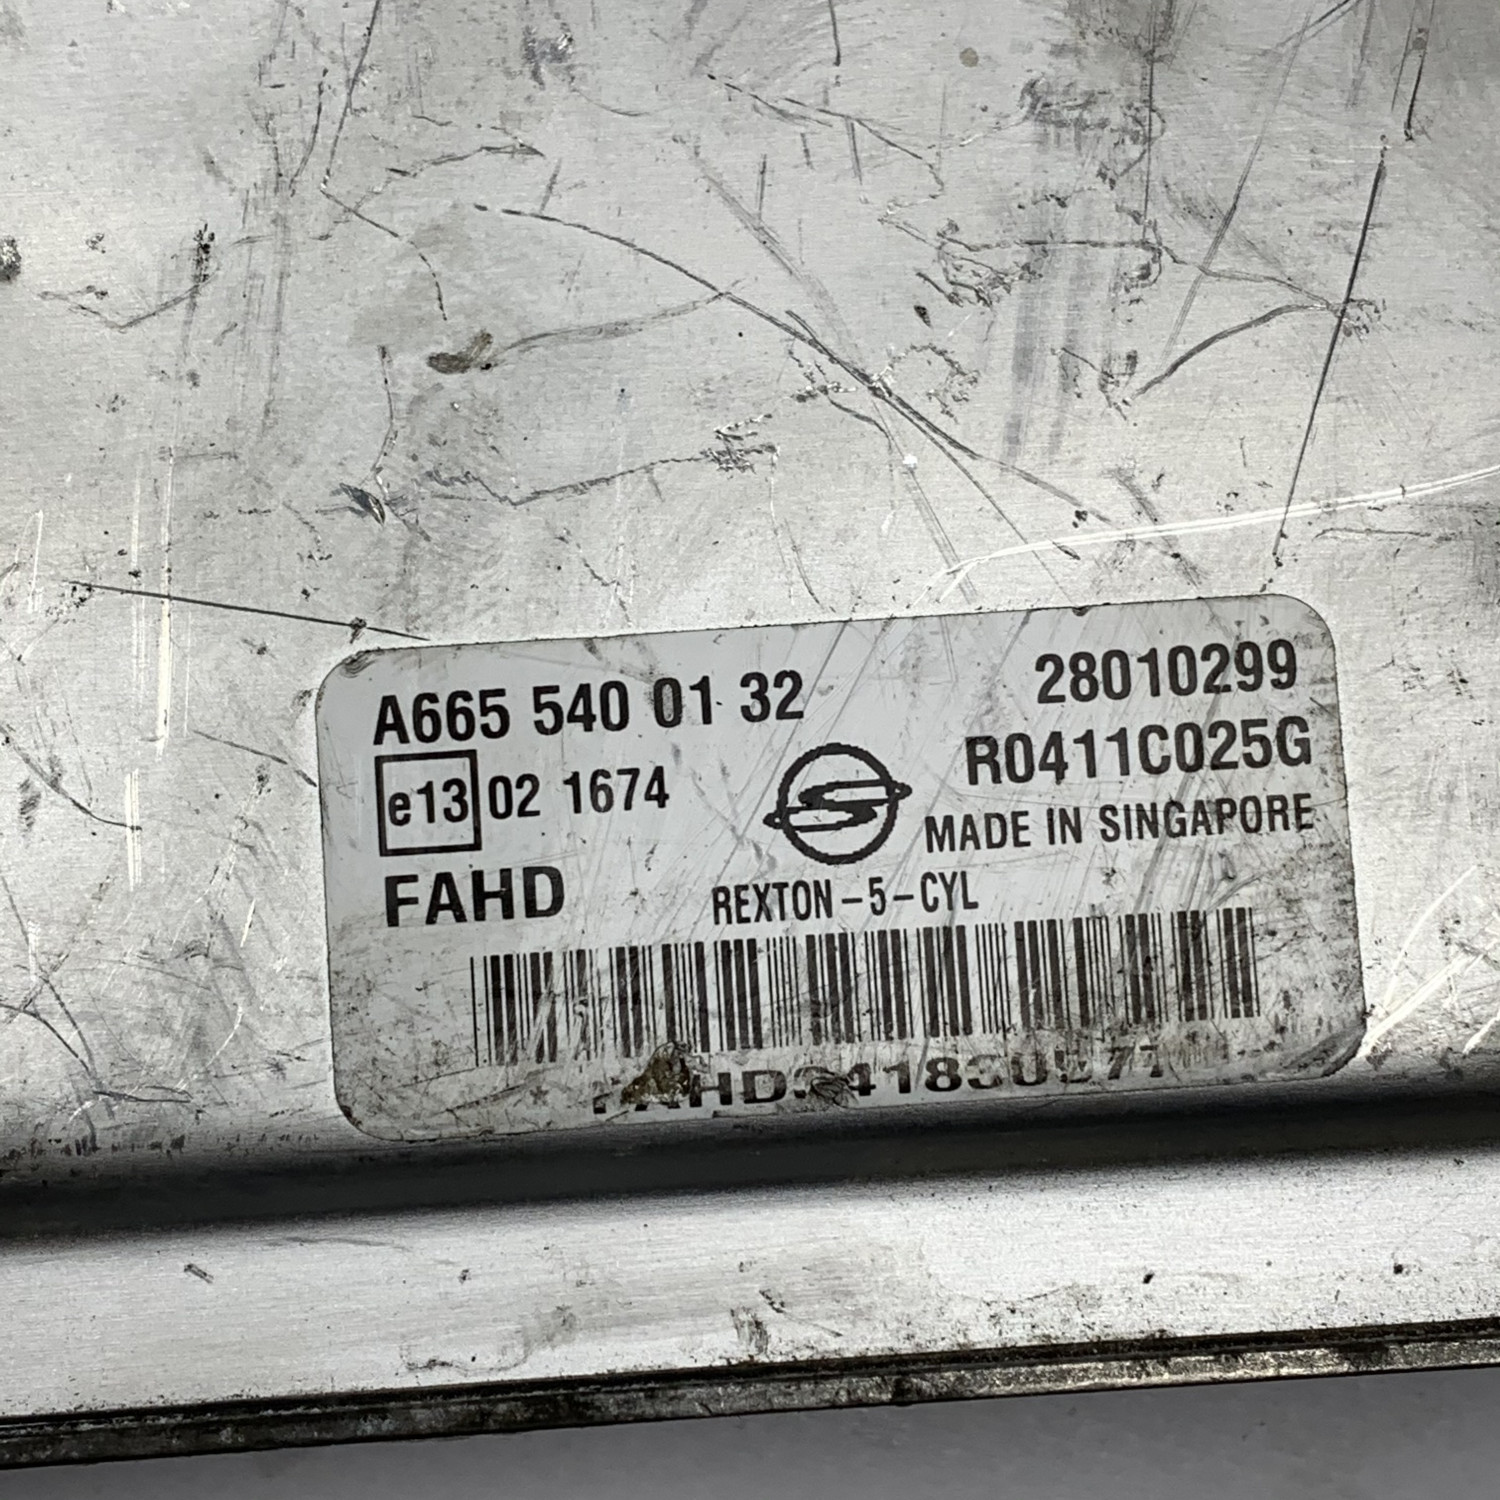 A665 540 01 32
28010299
e13 02 1674
R0411C025G
MADE IN SINGAPORE
FAHD
REXTON-5-CYL